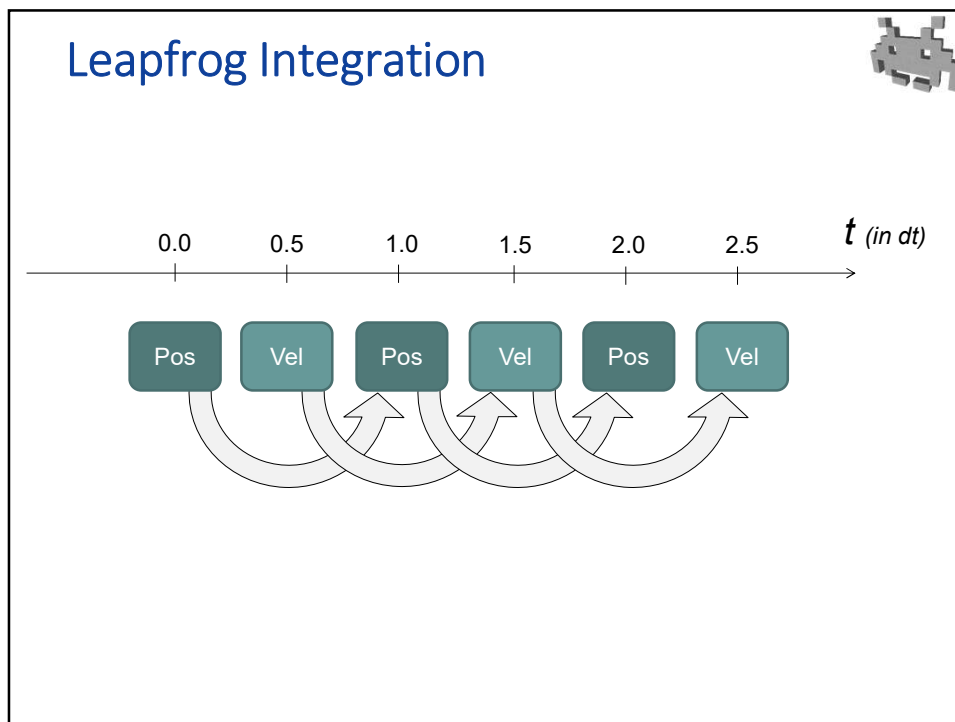 Leapfrog Integration
0.0 0.5 1.0 1.5 2.0 2.5 t (in dt)
Pos Vel Pos Vel Pos Vel